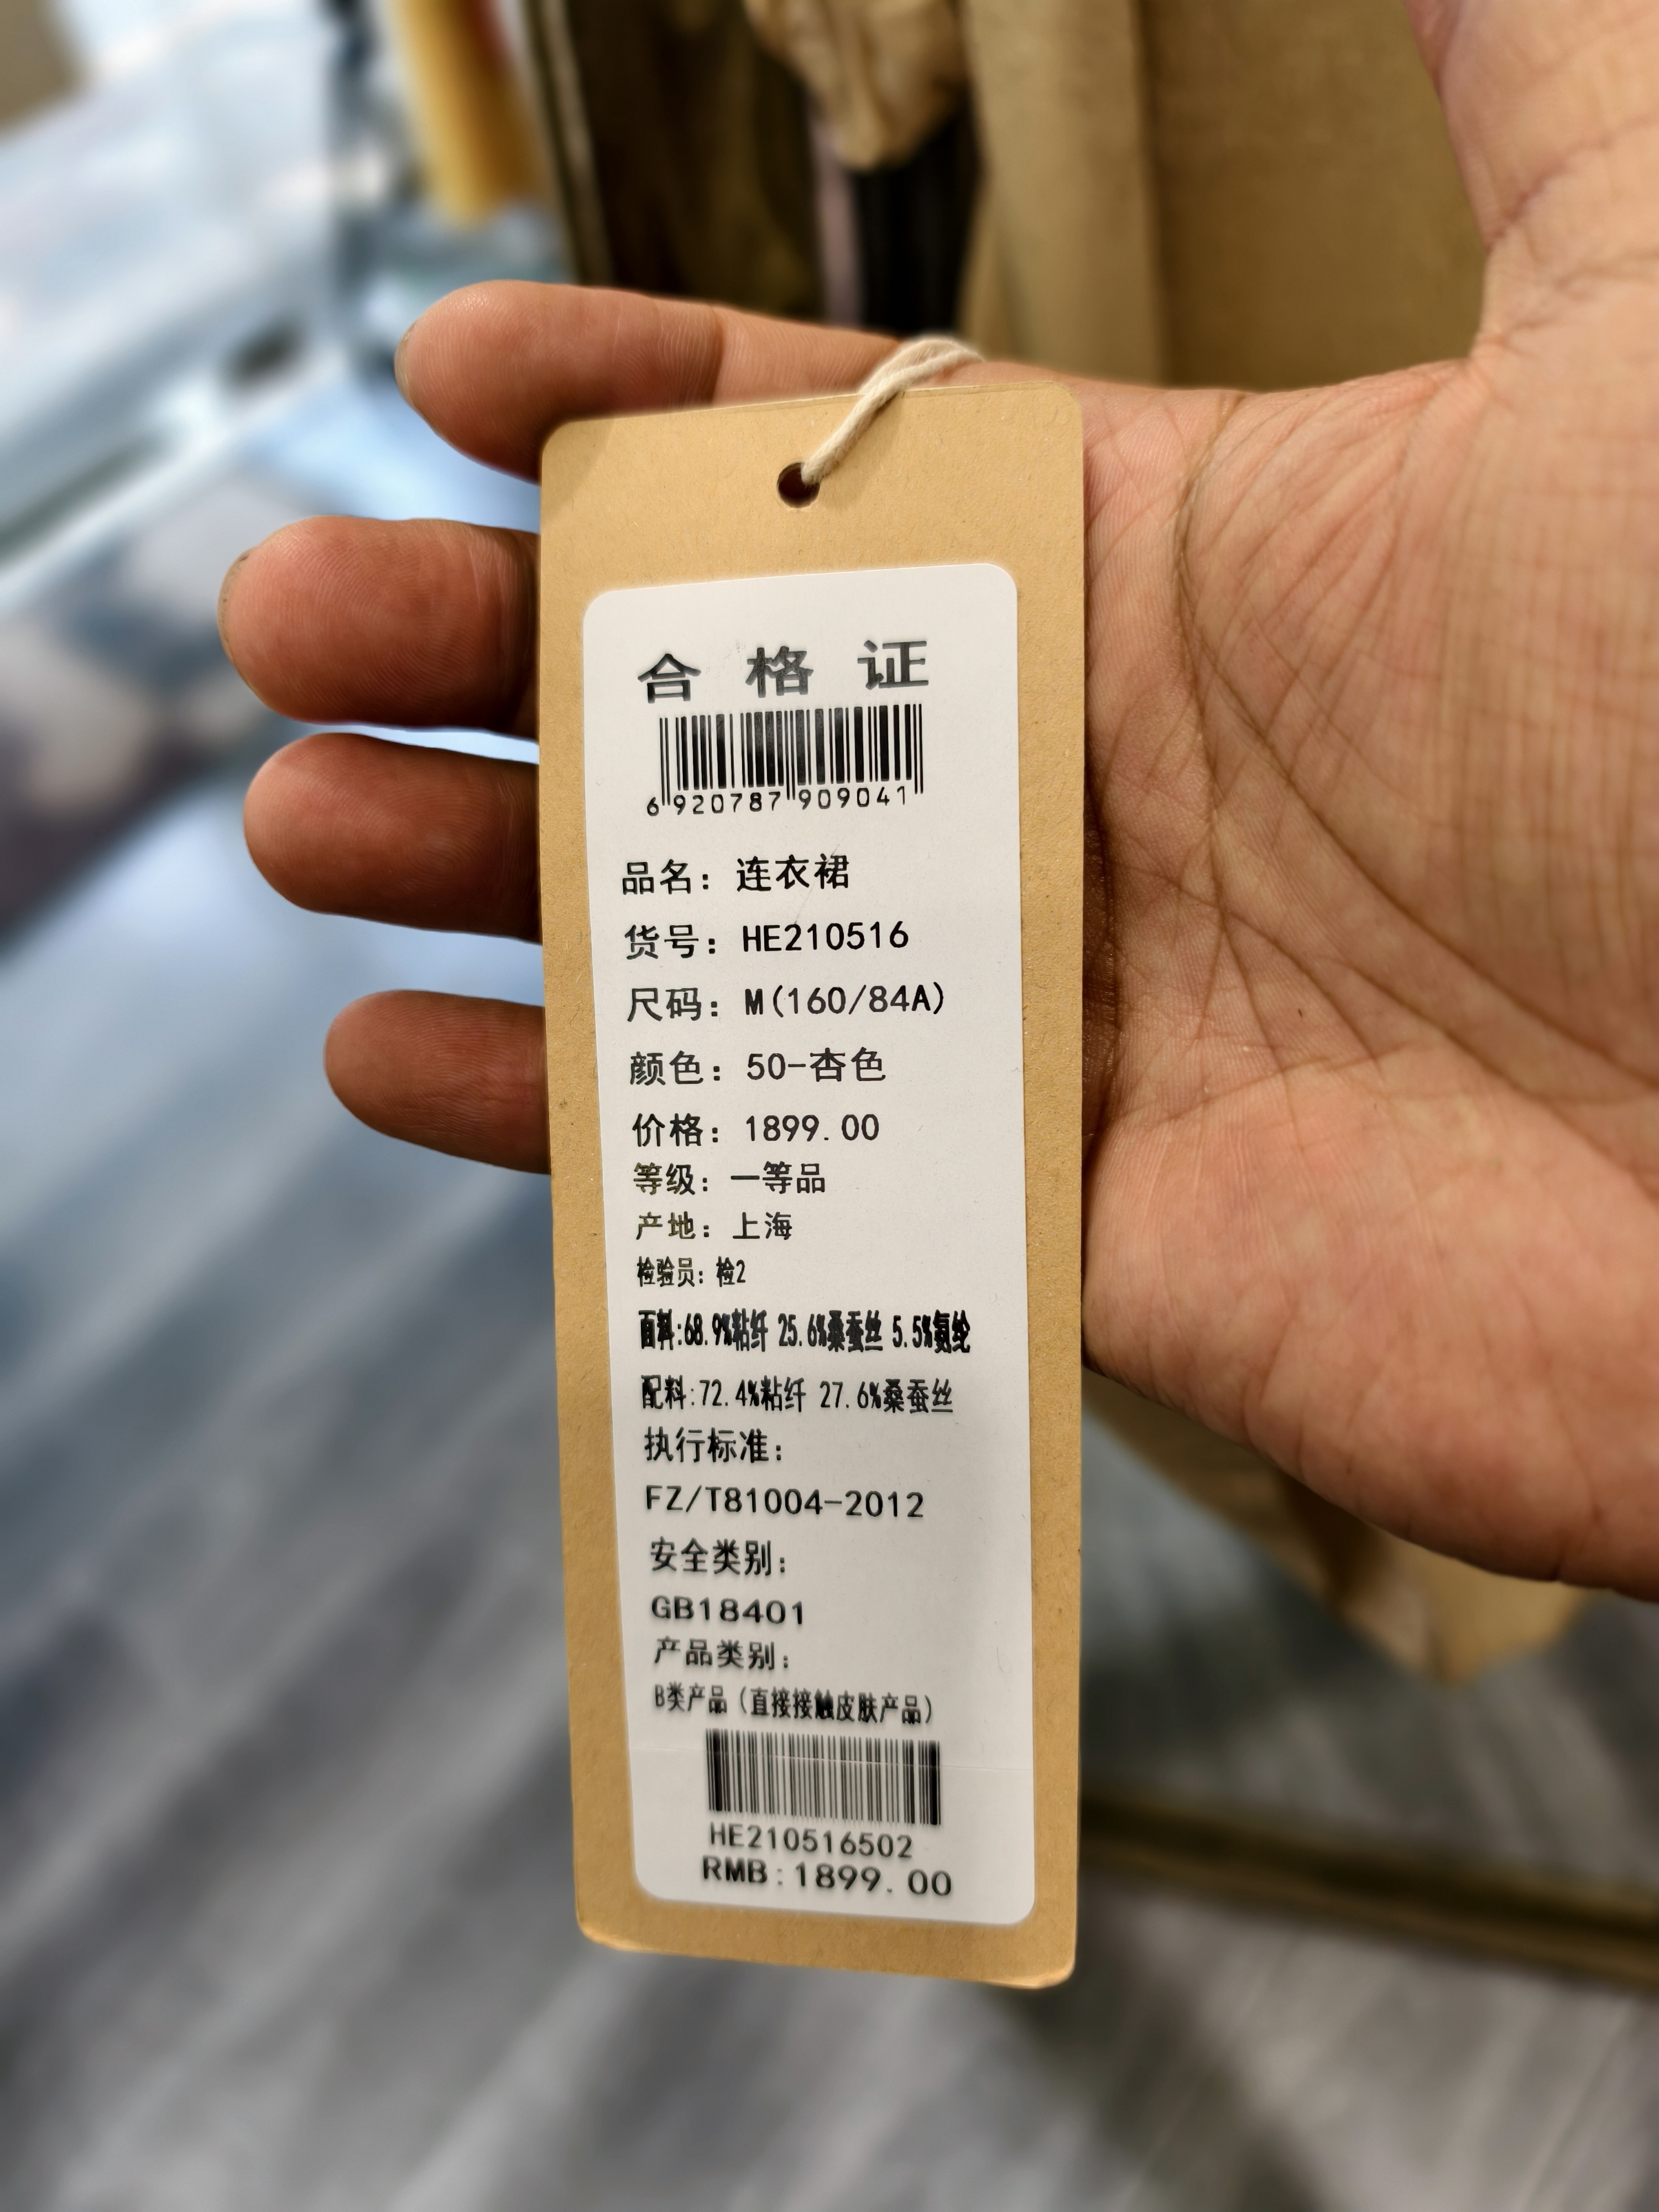 合格证
6 920787 909041
品名：连衣裙
货号：HE210516
尺码：M(160/84A)
颜色：50-杏色
价格：1899.00
等级：一等品
产地：上海
检验员：检2
面料:68.9%粘纤 25.6%桑蚕丝 5.5%氨纶
配料:72.4%粘纤 27.6%桑蚕丝
执行标准：
FZ/T81004-2012
安全类别：
GB18401
产品类别：
B类产品（直接接触皮肤产品）
HE210516502
RMB:1899.00